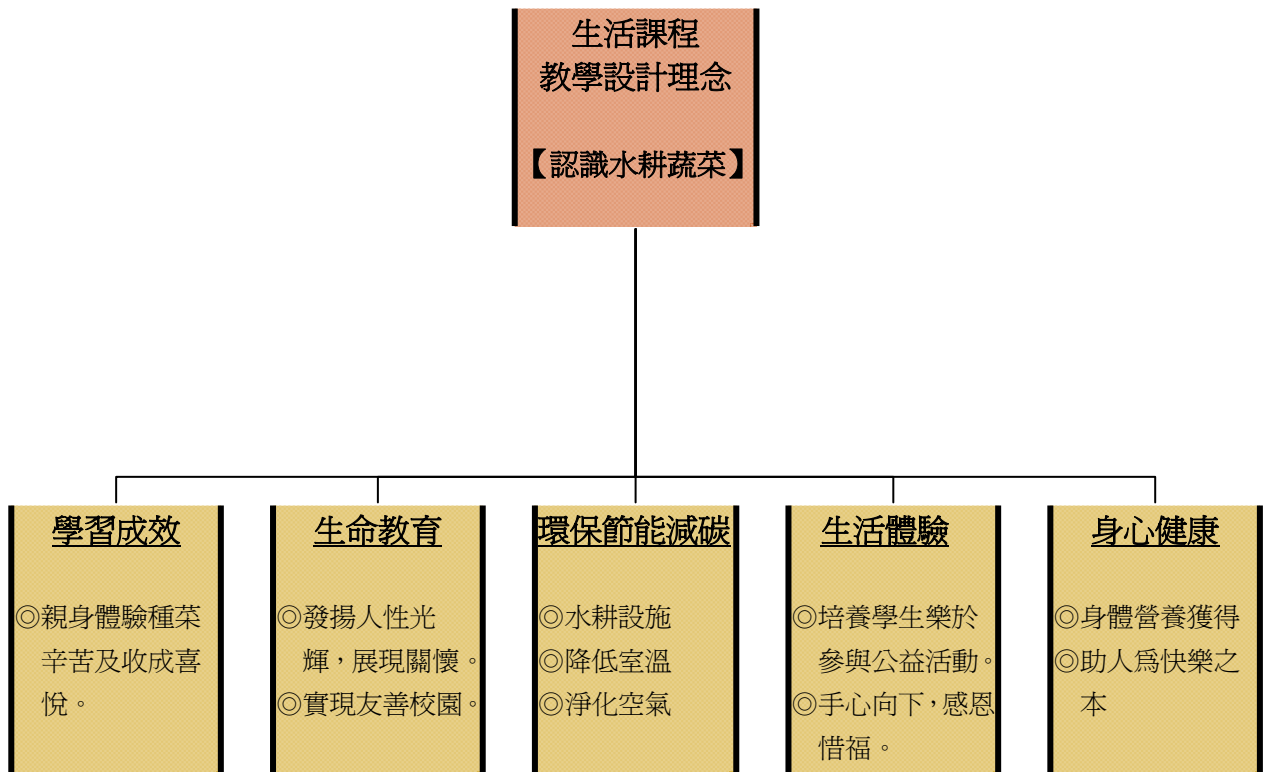 生活課程
教學設計理念
【認識水耕蔬菜】
學習成效
◎親身體驗種菜
辛苦及收成喜
悅。
生命教育
◎發揚人性光
輝，展現關懷。
◎實現友善校園。
環保節能減碳
◎水耕設施
◎降低室溫
◎淨化空氣
生活體驗
◎培養學生樂於
參與公益活動。
◎手心向下，感恩
惜福。
身心健康
◎身體營養獲得
◎助人爲快樂之
本